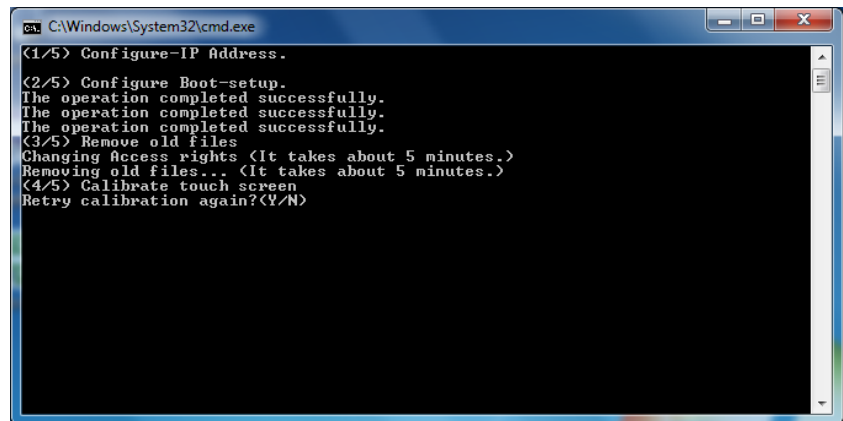 C:\Windows\System32\cmd.exe
(1/5) Configure-IP Address.
(2/5) Configure Boot-setup.
The operation completed successfully.
The operation completed successfully.
The operation completed successfully.
(3/5) Remove old files
Changing Access rights (It takes about 5 minutes.)
Removing old files... (It takes about 5 minutes.)
(4/5) Calibrate touch screen
Retry calibration again?(Y/N)